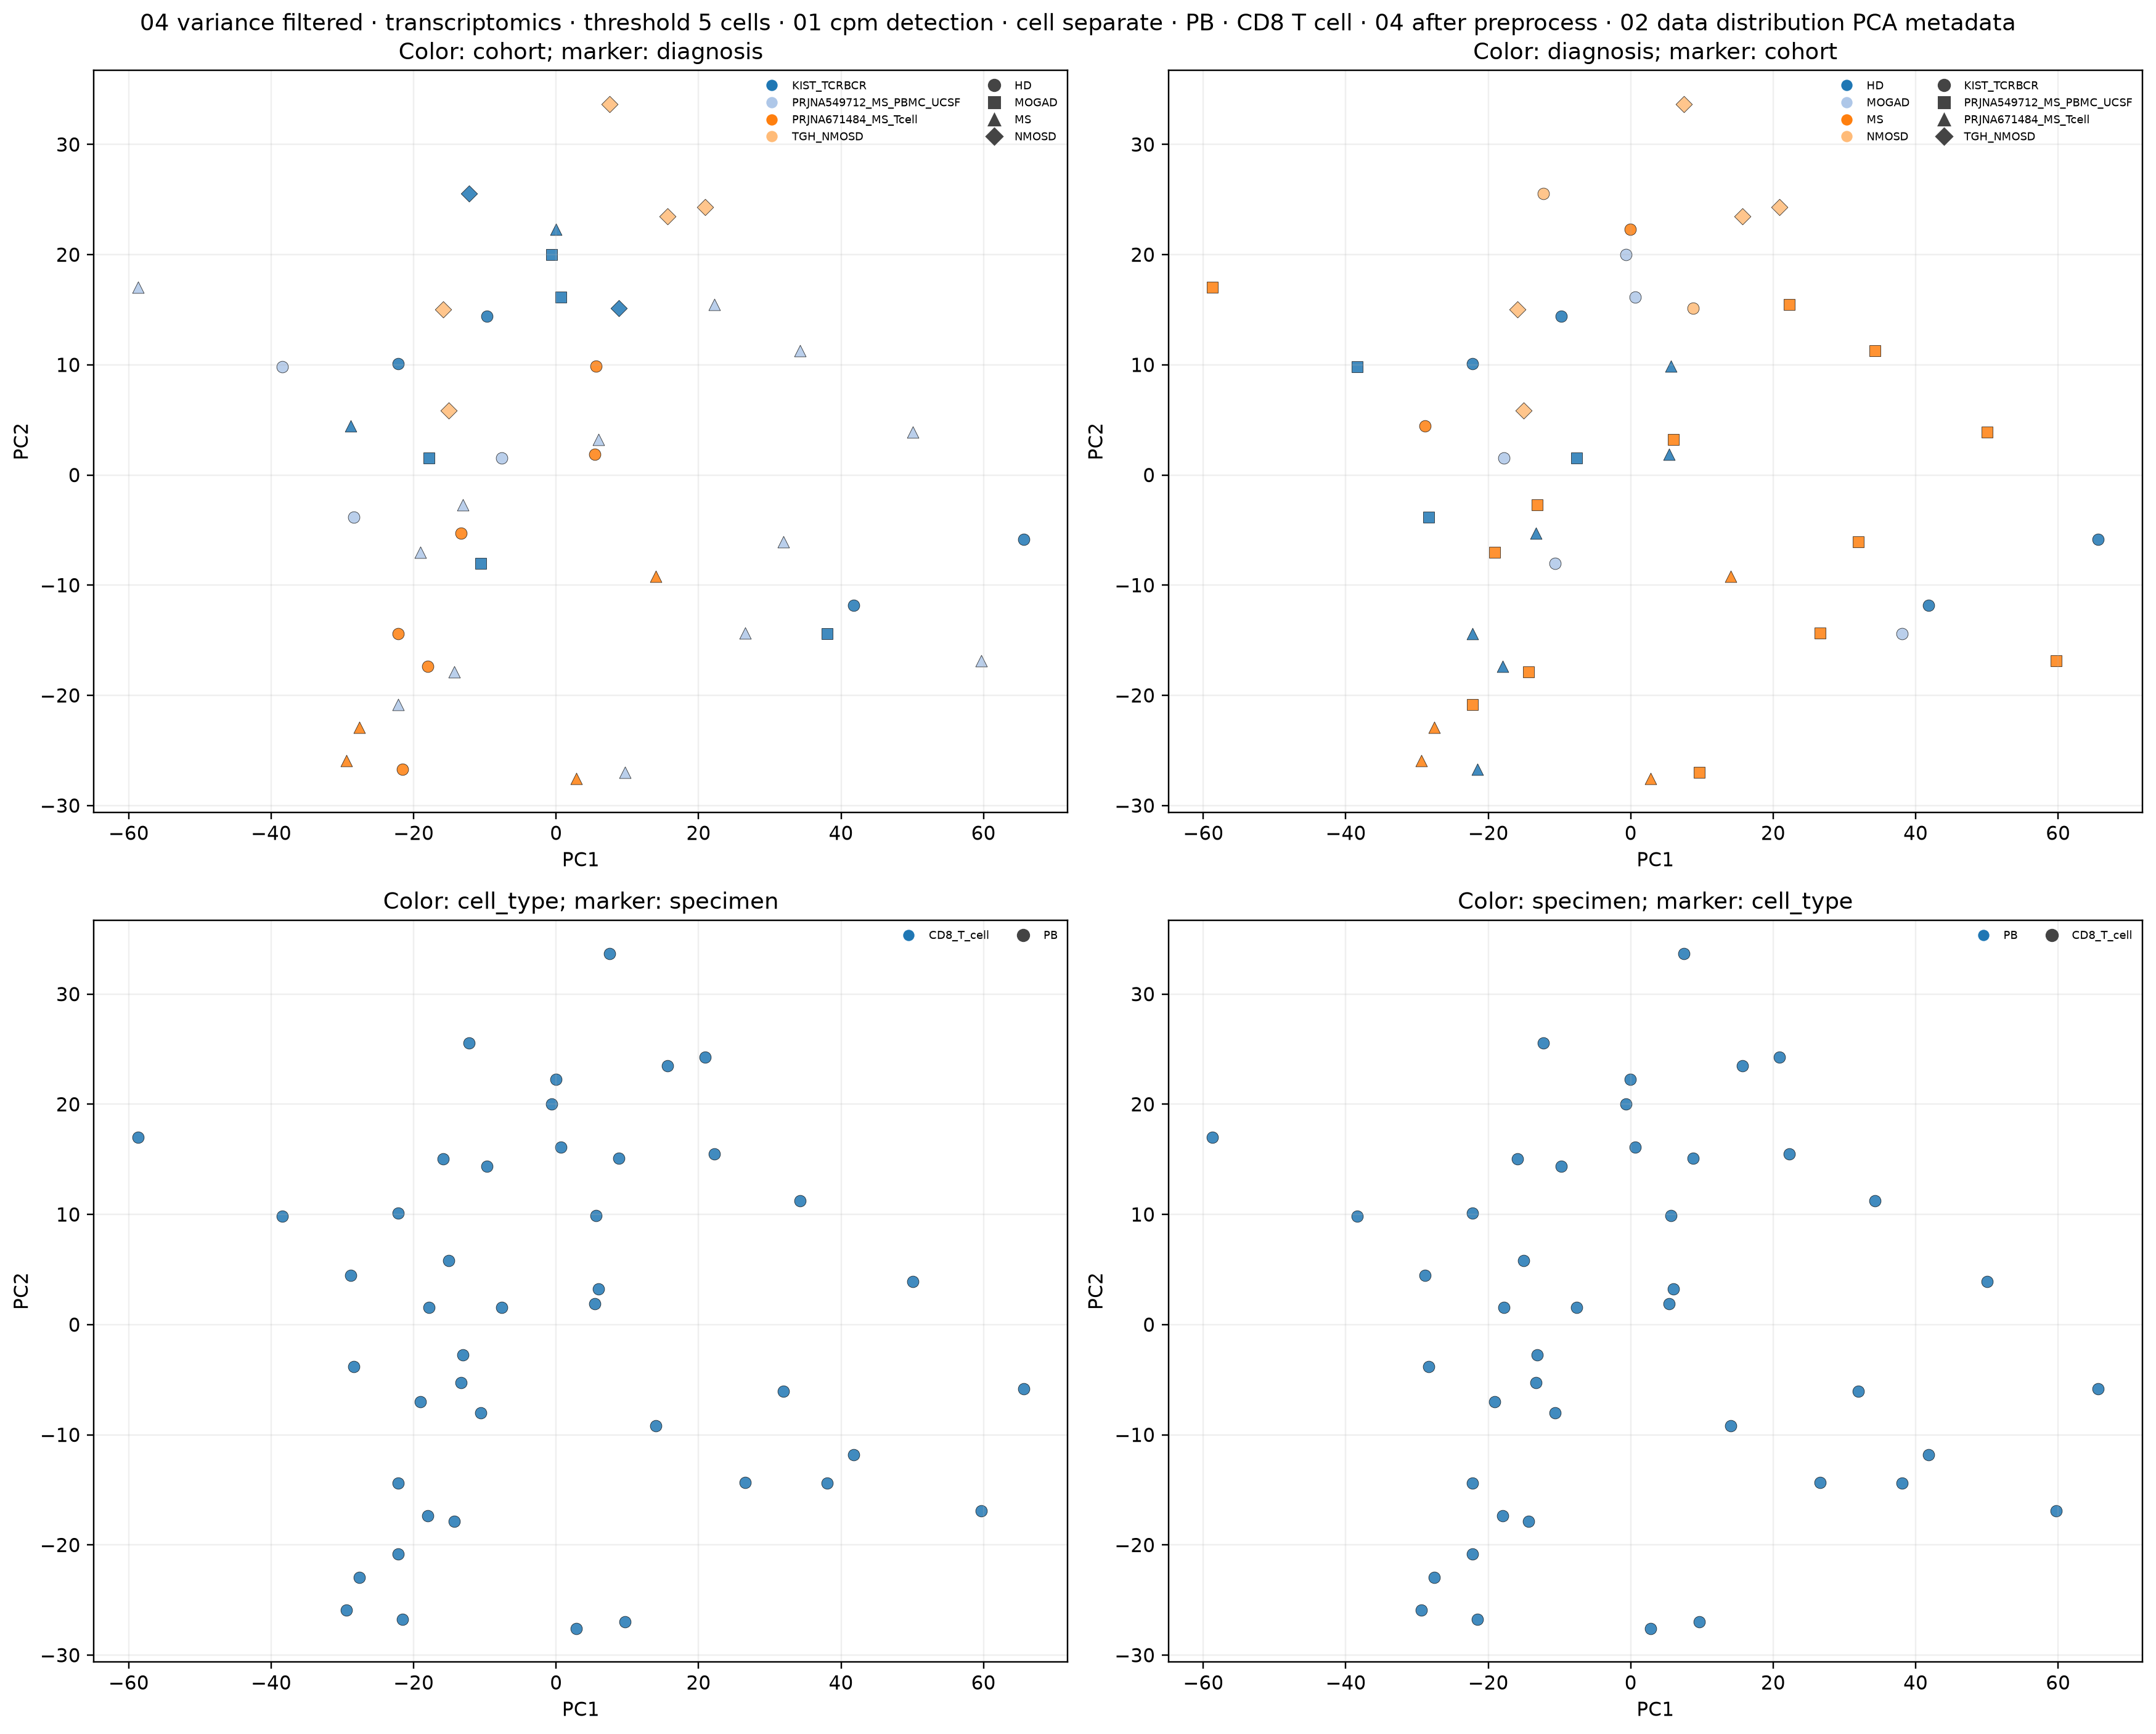 04 variance filtered · transcriptomics · threshold 5 cells · 01 cpm detection · cell separate · PB · CD8 T cell · 04 after preprocess · 02 data distribution PCA metadata
Color: cohort; marker: diagnosis
KIST_TCRBCR
PRJNA549712_MS_PBMC_UCSF
PRJNA671484_MS_Tcell
TGH_NMOSD
HD
MOGAD
MS
NMOSD
30
20
10
0
−10
−20
−30
PC2
−60 −40 −20 0 20 40 60
PC1
Color: diagnosis; marker: cohort
HD
MOGAD
MS
NMOSD
KIST_TCRBCR
PRJNA549712_MS_PBMC_UCSF
PRJNA671484_MS_Tcell
TGH_NMOSD
30
20
10
0
−10
−20
−30
PC2
−60 −40 −20 0 20 40 60
PC1
Color: cell_type; marker: specimen
CD8_T_cell
PB
30
20
10
0
−10
−20
−30
PC2
−60 −40 −20 0 20 40 60
PC1
Color: specimen; marker: cell_type
PB
CD8_T_cell
30
20
10
0
−10
−20
−30
PC2
−60 −40 −20 0 20 40 60
PC1